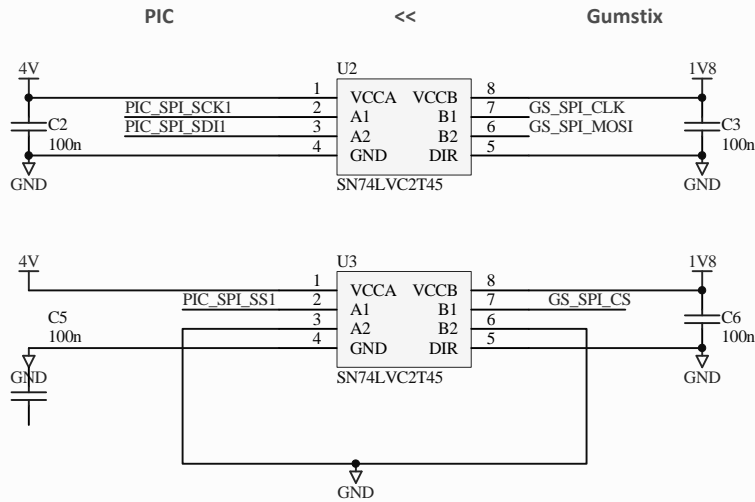 PIC << Gumstix
4V U2 1V8
1 VCCA VCCB 8
PIC_SPI_SCK1 2 A1 B1 7 GS_SPI_CLK
C2 PIC_SPI_SDI1 3 A2 B2 6 GS_SPI_MOSI C3
100n 4 GND DIR 5 100n
GND SN74LVC2T45 GND
4V U3 1V8
1 VCCA VCCB 8
PIC_SPI_SS1 2 A1 B1 7 GS_SPI_CS
C5 3 A2 B2 6 C6
100n 4 GND DIR 5 100n
GND SN74LVC2T45 GND
GND